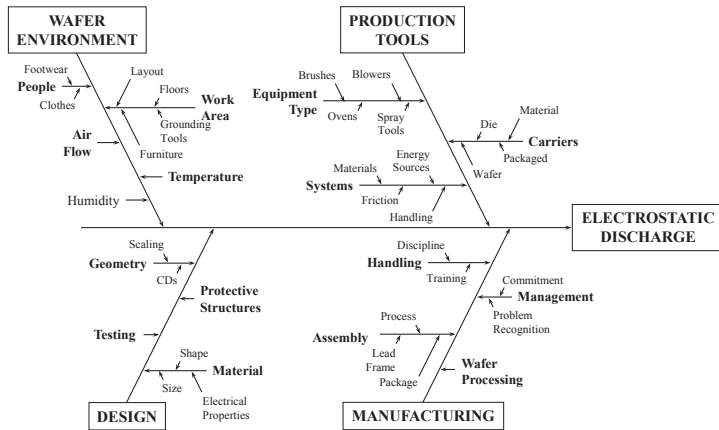 WAFER
ENVIRONMENT
PRODUCTION
TOOLS
Footwear
People
Clothes
Layout
Floors
Work
Area
Grounding
Tools
Furniture
Air
Flow
Temperature
Humidity
Brushes
Blowers
Equipment
Type
Ovens
Spray
Tools
Material
Die
Carriers
Packaged
Wafer
Energy
Sources
Materials
Systems
Friction
Handling
ELECTROSTATIC
DISCHARGE
Scaling
Geometry
CDs
Protective
Structures
Testing
Shape
Material
Size
Electrical
Properties
DESIGN
Discipline
Handling
Training
Commitment
Management
Problem
Recognition
Process
Assembly
Lead
Frame
Package
Wafer
Processing
MANUFACTURING